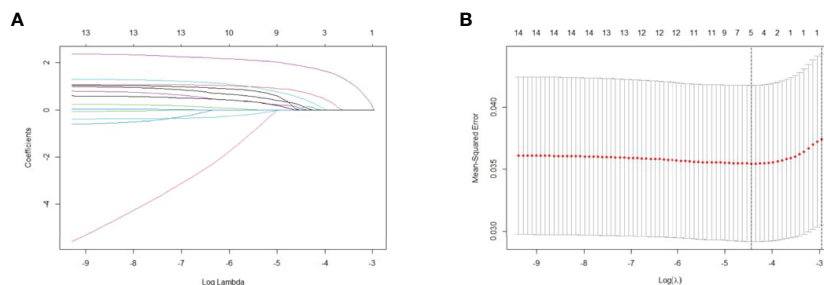 A
13 13 13 10 9 3 1
2
0
-2
-4
Coefficients
-9 -8 -7 -6 -5 -4 -3
Log Lambda
B
14 14 14 14 14 13 13 12 12 12 11 11 9 7 5 4 2 1 1 1
0.040
0.035
0.030
Mean-Squared Error
-9 -8 -7 -6 -5 -4 -3
Log(λ)